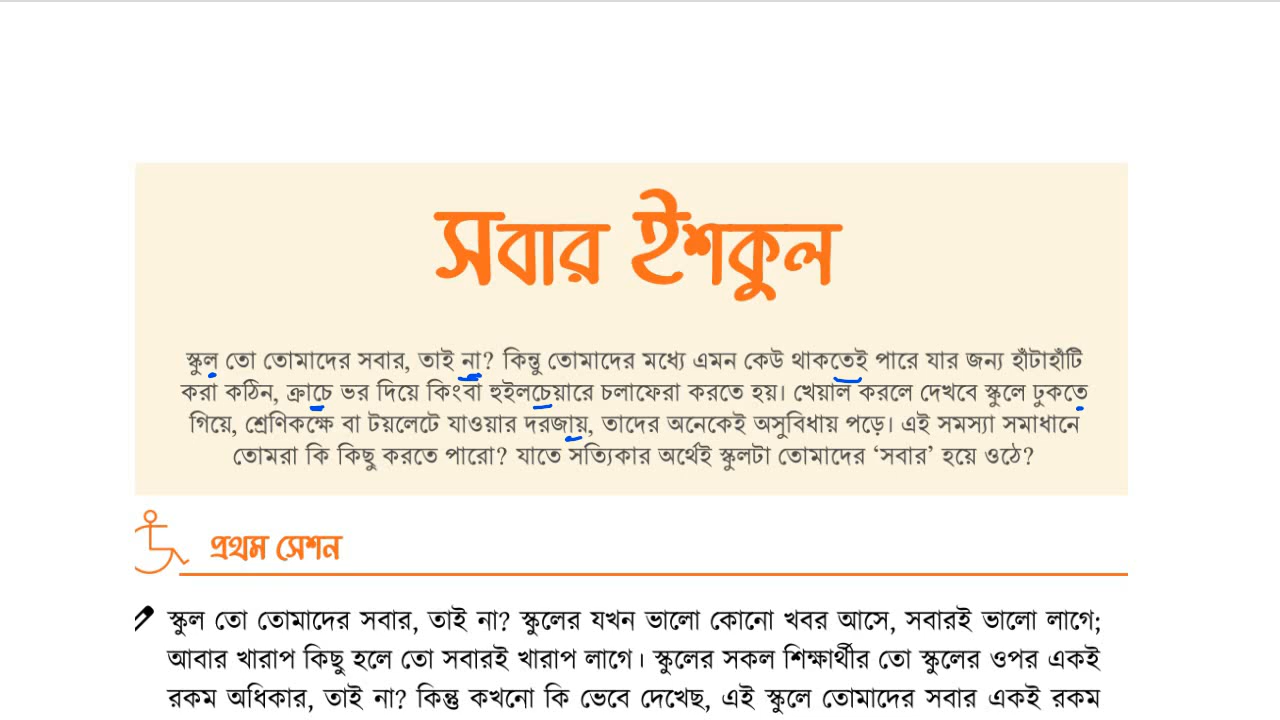 সবার ইশকুল
স্কুল তো তোমাদের সবার, তাই না? কিন্তু তোমাদের মধ্যে এমন কেউ থাকতেই পারে যার জন্য হাঁটাহাঁটি
করা কঠিন, ক্রাচে ভর দিয়ে কিংবা হুইলচেয়ারে চলাফেরা করতে হয়। খেয়াল করলে দেখবে স্কুলে ঢুকতে
গিয়ে, শ্রেণিকক্ষে বা টয়লেটে যাওয়ার দরজায়, তাদের অনেকেই অসুবিধায় পড়ে। এই সমস্যা সমাধানে
তোমরা কি কিছু করতে পারো? যাতে সত্যিকার অর্থেই স্কুলটা তোমাদের ‘সবার’ হয়ে ওঠে?
প্রথম সেশন
স্কুল তো তোমাদের সবার, তাই না? স্কুলের যখন ভালো কোনো খবর আসে, সবারই ভালো লাগে;
আবার খারাপ কিছু হলে তো সবারই খারাপ লাগে। স্কুলের সকল শিক্ষার্থীর তো স্কুলের ওপর একই
রকম অধিকার, তাই না? কিন্তু কখনো কি ভেবে দেখেছ, এই স্কুলে তোমাদের সবার একই রকম